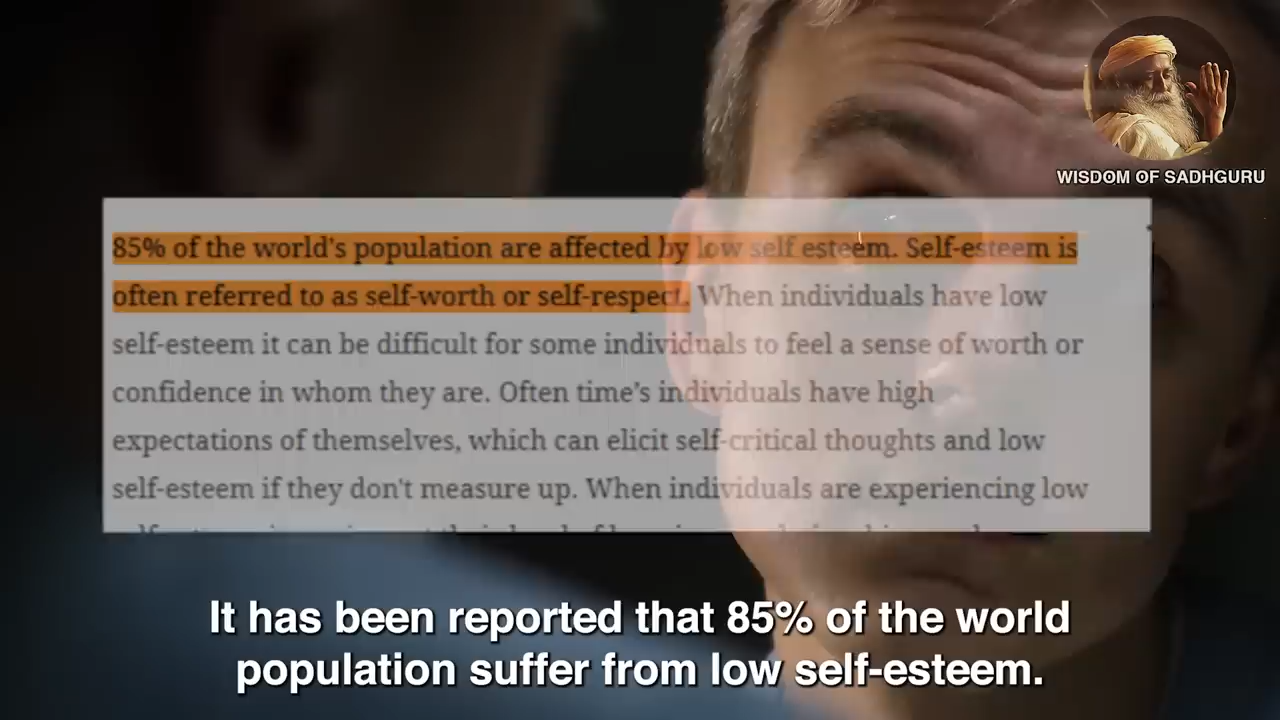 WISDOM OF SADHGURU
85% of the world's population are affected by low self esteem. Self-esteem is
often referred to as self-worth or self-respect. When individuals have low
self-esteem it can be difficult for some individuals to feel a sense of worth or
confidence in whom they are. Often time's individuals have high
expectations of themselves, which can elicit self-critical thoughts and low
self-esteem if they don't measure up. When individuals are experiencing low
It has been reported that 85% of the world
population suffer from low self-esteem.